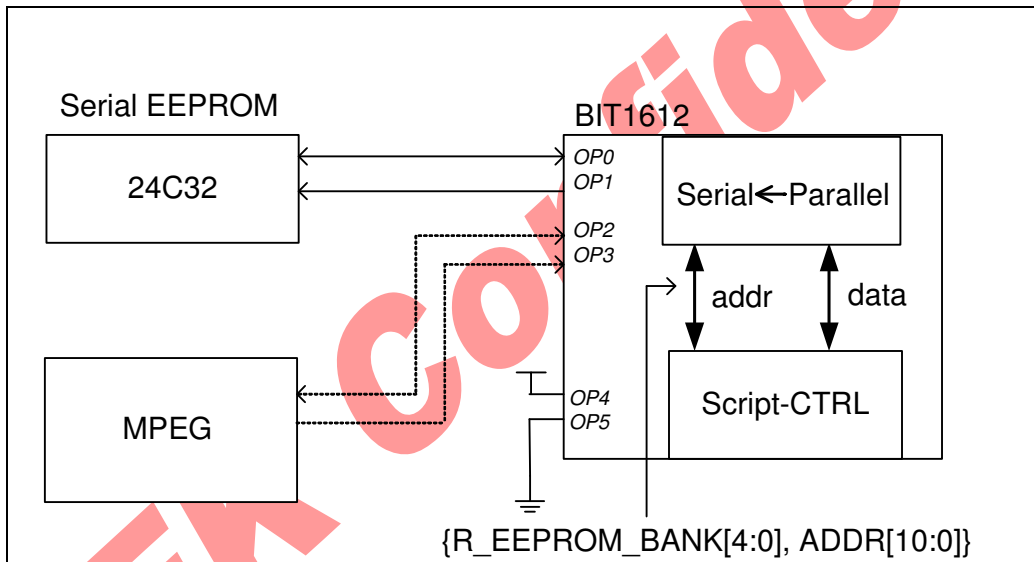 Serial EEPROM
BIT1612
24C32
OP0
OP1
OP2
OP3
Serial←Parallel
addr
data
MPEG
OP4
OP5
Script-CTRL
{R_EEPROM_BANK[4:0], ADDR[10:0]}